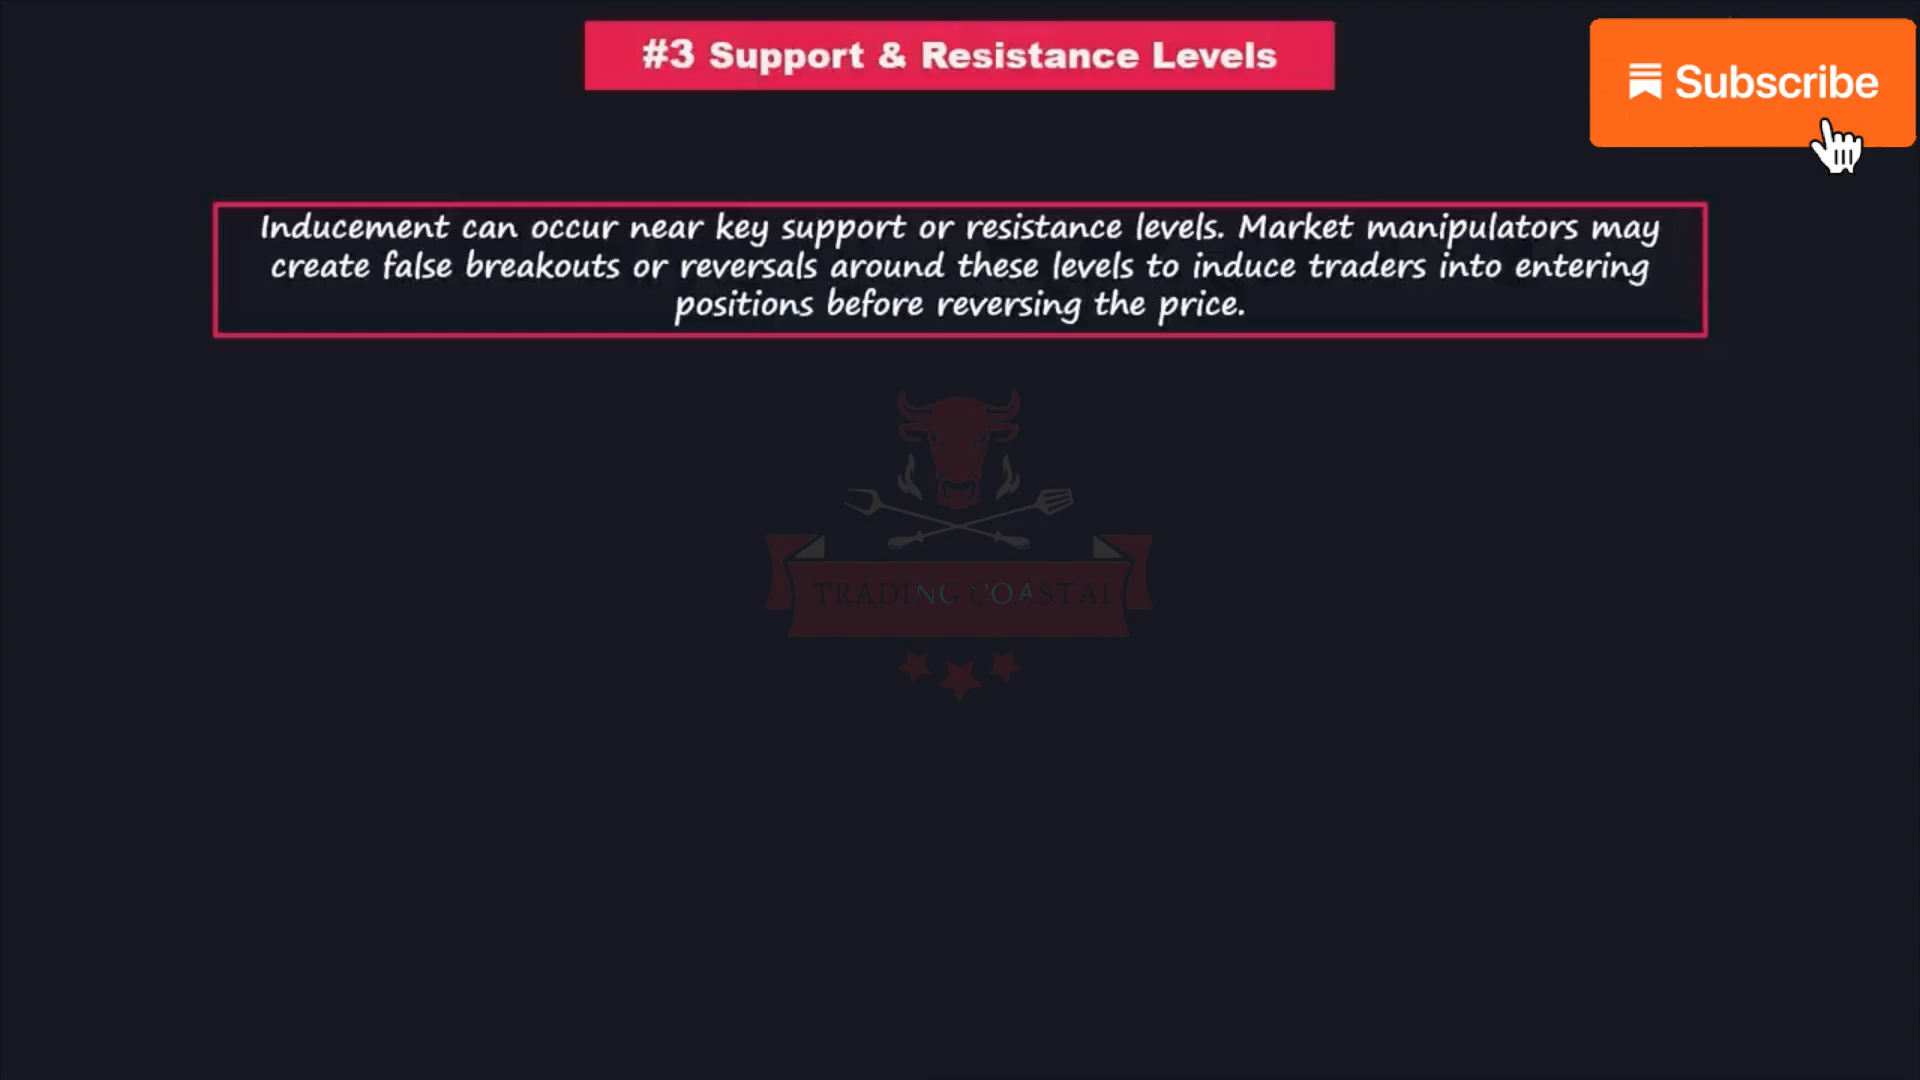 #3 Support & Resistance Levels
Subscribe
Inducement can occur near key support or resistance levels. Market manipulators may
create false breakouts or reversals around these levels to induce traders into entering
positions before reversing the price.
TRADING COASTAL